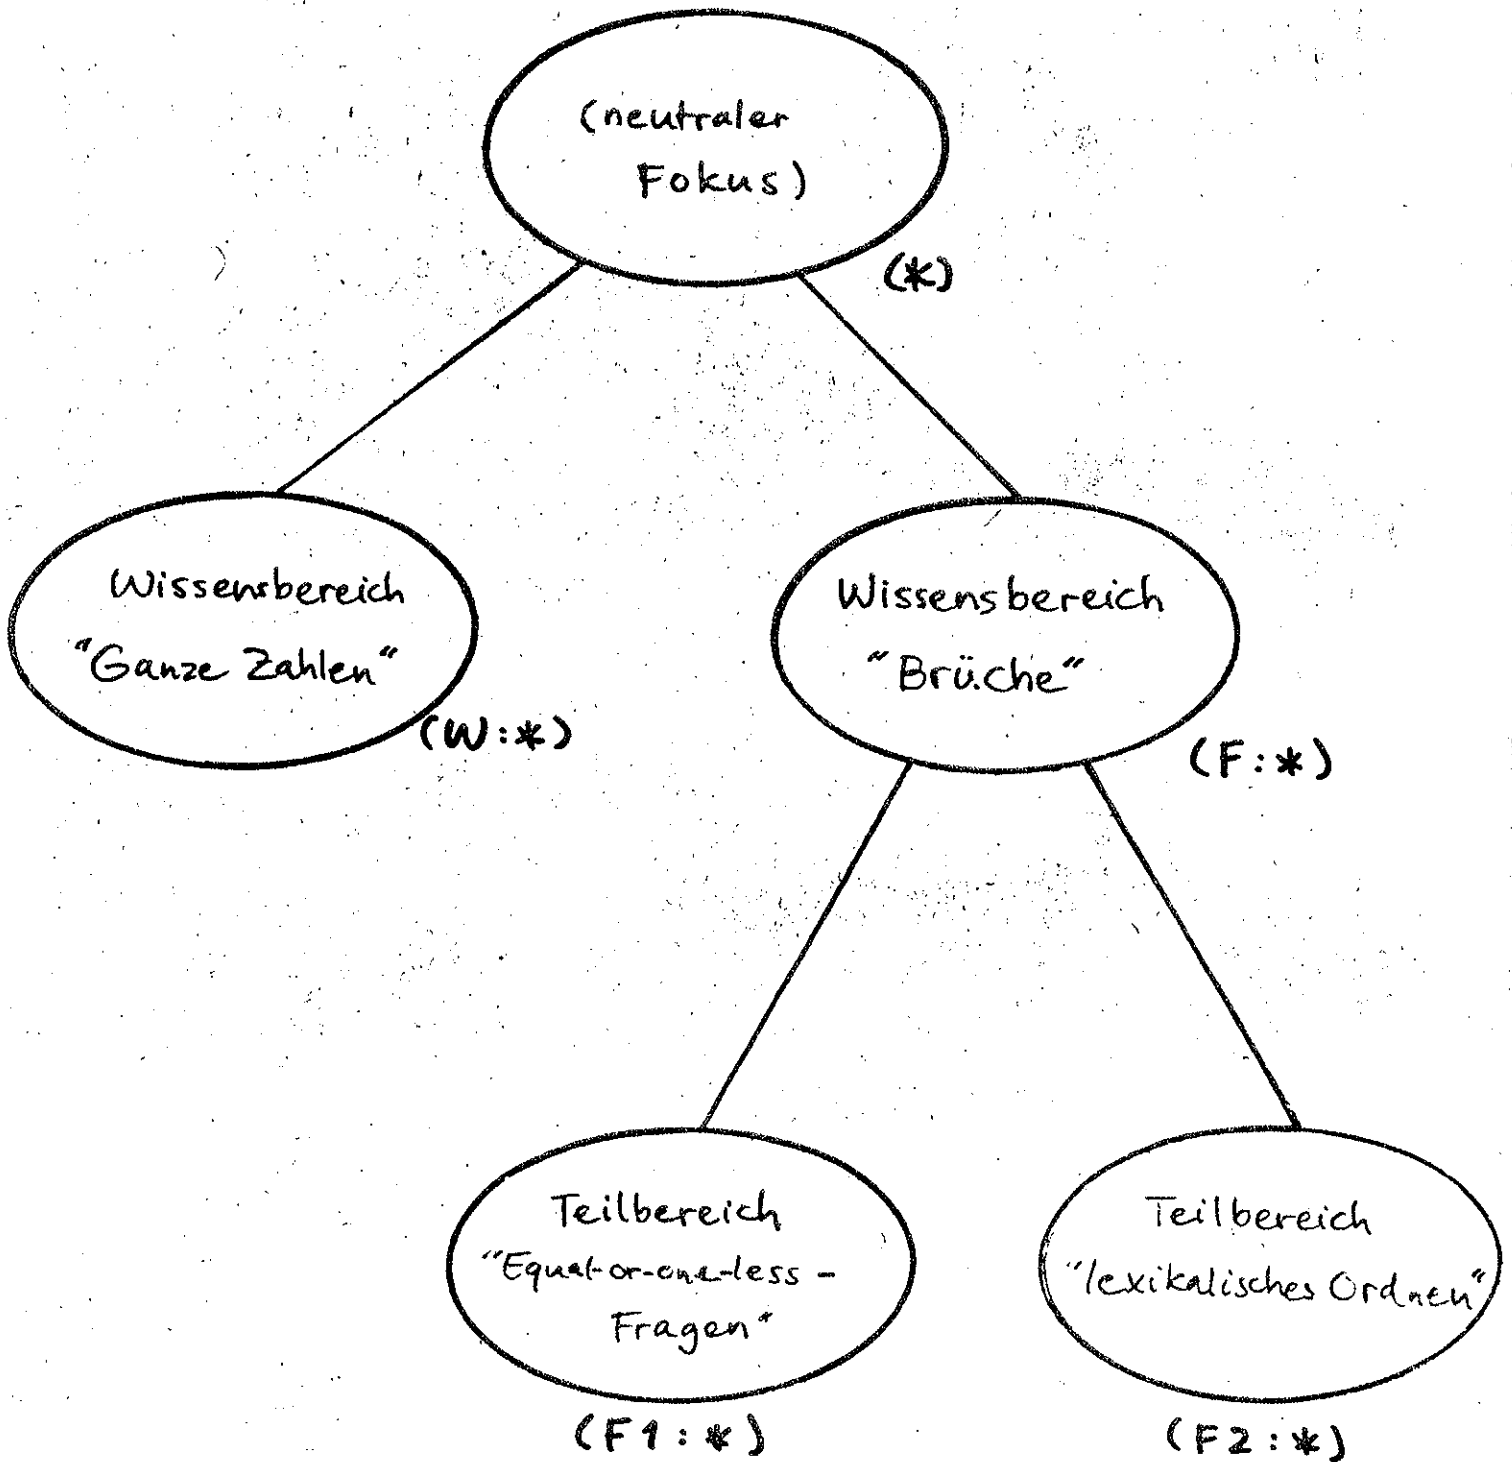 (neutraler
Fokus)
(*)
Wissensbereich
"Ganze Zahlen"
(W:*)
Wissensbereich
"Brüche"
(F:*)
Teilbereich
"Equal-or-one-less-
Fragen"
(F1:*)
Teilbereich
"lexikalisches Ordnen"
(F2:*)